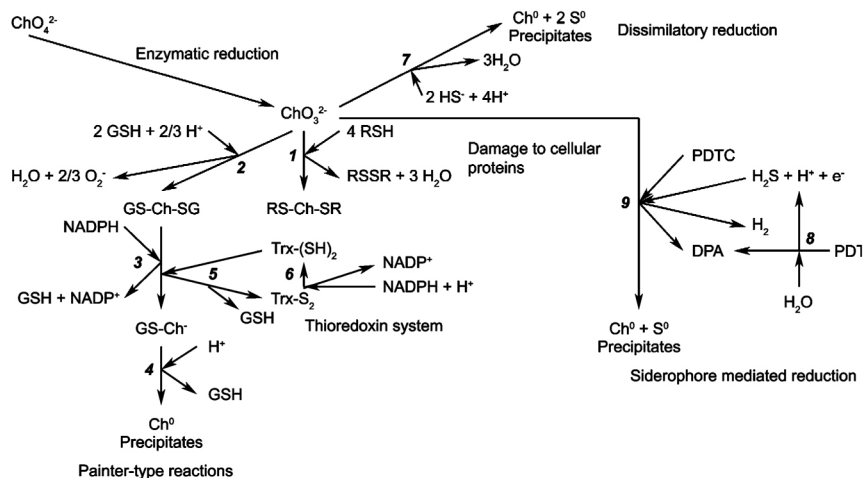 ChO₄²⁻
Enzymatic reduction
Ch⁰ + 2 S⁰
Precipitates
Dissimilatory reduction
7
3H₂O
2 HS⁻ + 4H⁺
ChO₃²⁻
2 GSH + 2/3 H⁺
4 RSH
2
1
H₂O + 2/3 O₂⁻
RSSR + 3 H₂O
Damage to cellular
proteins
GS-Ch-SG
RS-Ch-SR
PDTC
H₂S + H⁺ + e⁻
9
H₂
8
DPA
PDT
H₂O
NADPH
3
Trx-(SH)₂
5
6
NADP⁺
NADPH + H⁺
GSH + NADP⁺
Trx-S₂
GSH
Thioredoxin system
GS-Ch⁻
H⁺
4
GSH
Ch⁰
Precipitates
Painter-type reactions
Ch⁰ + S⁰
Precipitates
Siderophore mediated reduction